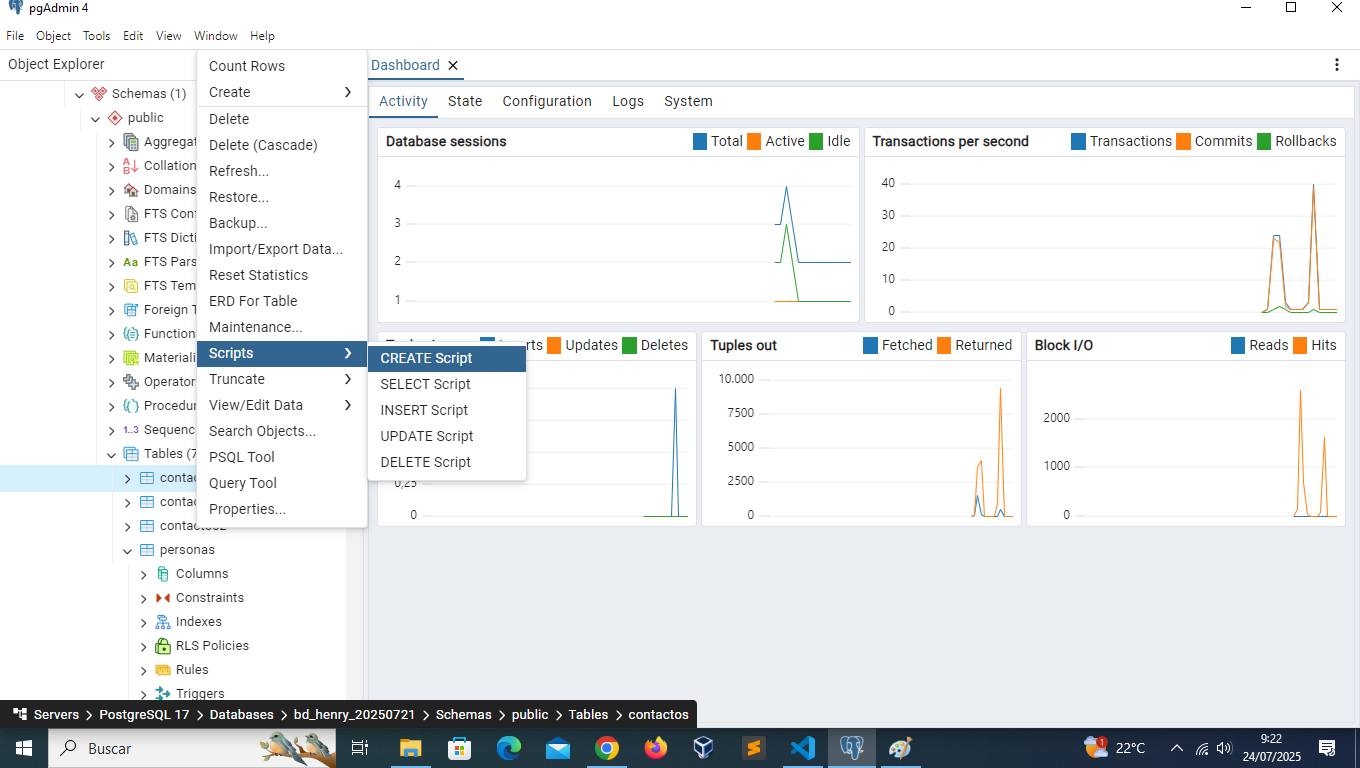 pgAdmin 4
File Object Tools Edit View Window Help
Object Explorer
Schemas (1)
public
Aggregat
Collation
Domains
FTS Conf
FTS Dicti
FTS Pars
FTS Tem
Foreign T
Function
Materiali
Operator
Procedur
Sequenc
Tables (7
contac
contac
contactos2
personas
Columns
Constraints
Indexes
RLS Policies
Rules
Triggers
Count Rows
Create
Delete
Delete (Cascade)
Refresh...
Restore...
Backup...
Import/Export Data...
Reset Statistics
ERD For Table
Maintenance...
Scripts
Truncate
View/Edit Data
Search Objects...
PSQL Tool
Query Tool
Properties...
CREATE Script
SELECT Script
INSERT Script
UPDATE Script
DELETE Script
Dashboard
Activity State Configuration Logs System
Database sessions Total Active Idle
4
3
2
1
Transactions per second Transactions Commits Rollbacks
40
30
20
10
0
Updates Deletes
0,25
0
Tuples out Fetched Returned
10.000
7500
5000
2500
0
Block I/O Reads Hits
2000
1000
0
Servers PostgreSQL 17 Databases bd_henry_20250721 Schemas public Tables contactos
Buscar
1
22°C
9:22
24/07/2025